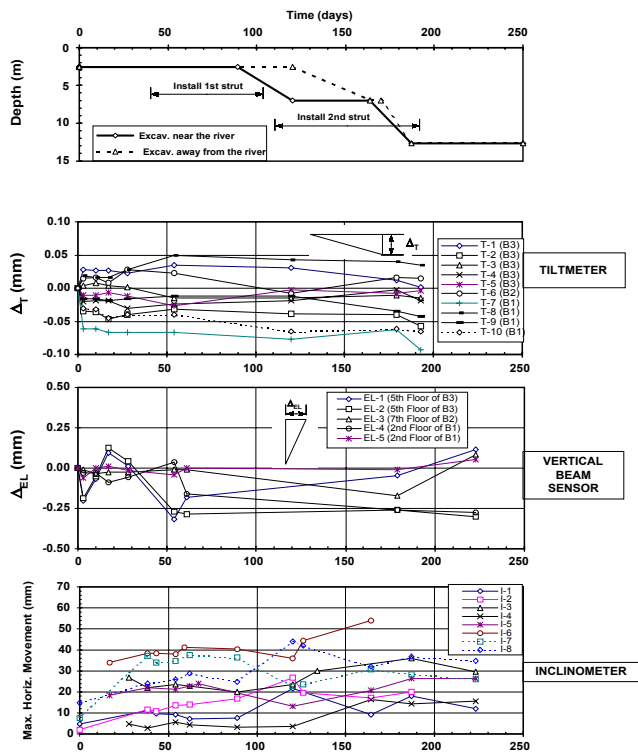 Time (days)
0 50 100 150 200 250
Depth (m)
0
5
10
15
Install 1st strut
Install 2nd strut
Excav. near the river
Excav. away from the river
ΔT (mm)
0.10
0.05
0.00
-0.05
-0.10
0 50 100 150 200 250
ΔT
T-1 (B3)
T-2 (B3)
T-3 (B3)
T-4 (B3)
T-5 (B3)
T-6 (B2)
T-7 (B1)
T-8 (B1)
T-9 (B1)
T-10 (B1)
TILTMETER
ΔEL (mm)
0.50
0.25
0.00
-0.25
-0.50
0 50 100 150 200 250
ΔEL
EL-1 (5th Floor of B3)
EL-2 (5th Floor of B3)
EL-3 (7th Floor of B2)
EL-4 (2nd Floor of B1)
EL-5 (2nd Floor of B1)
VERTICAL
BEAM
SENSOR
Max. Horiz. Movement (mm)
70
60
50
40
30
20
10
0
0 50 100 150 200 250
I-1
I-2
I-3
I-4
I-5
I-6
I-7
I-8
INCLINOMETER